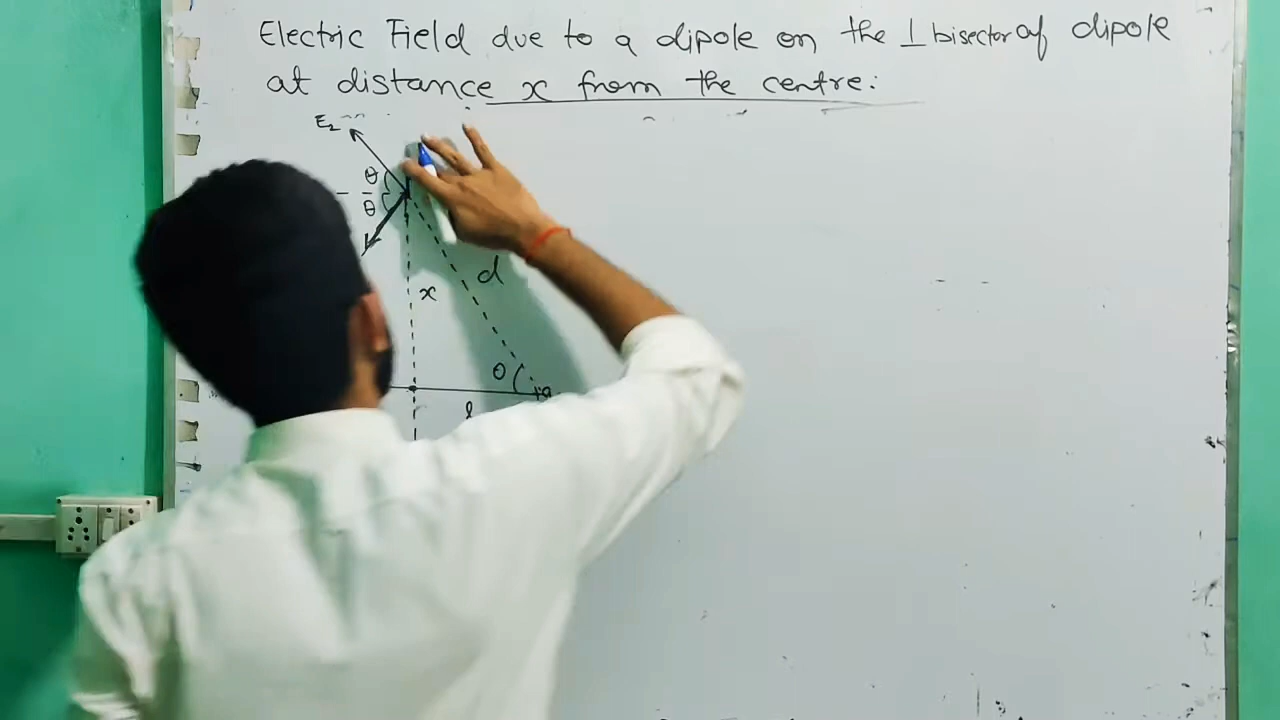 Electric Field due to a dipole on the ⊥ bisector of dipole
at distance x from the centre:
E₂
θ
θ
d
x
θ
+q
l